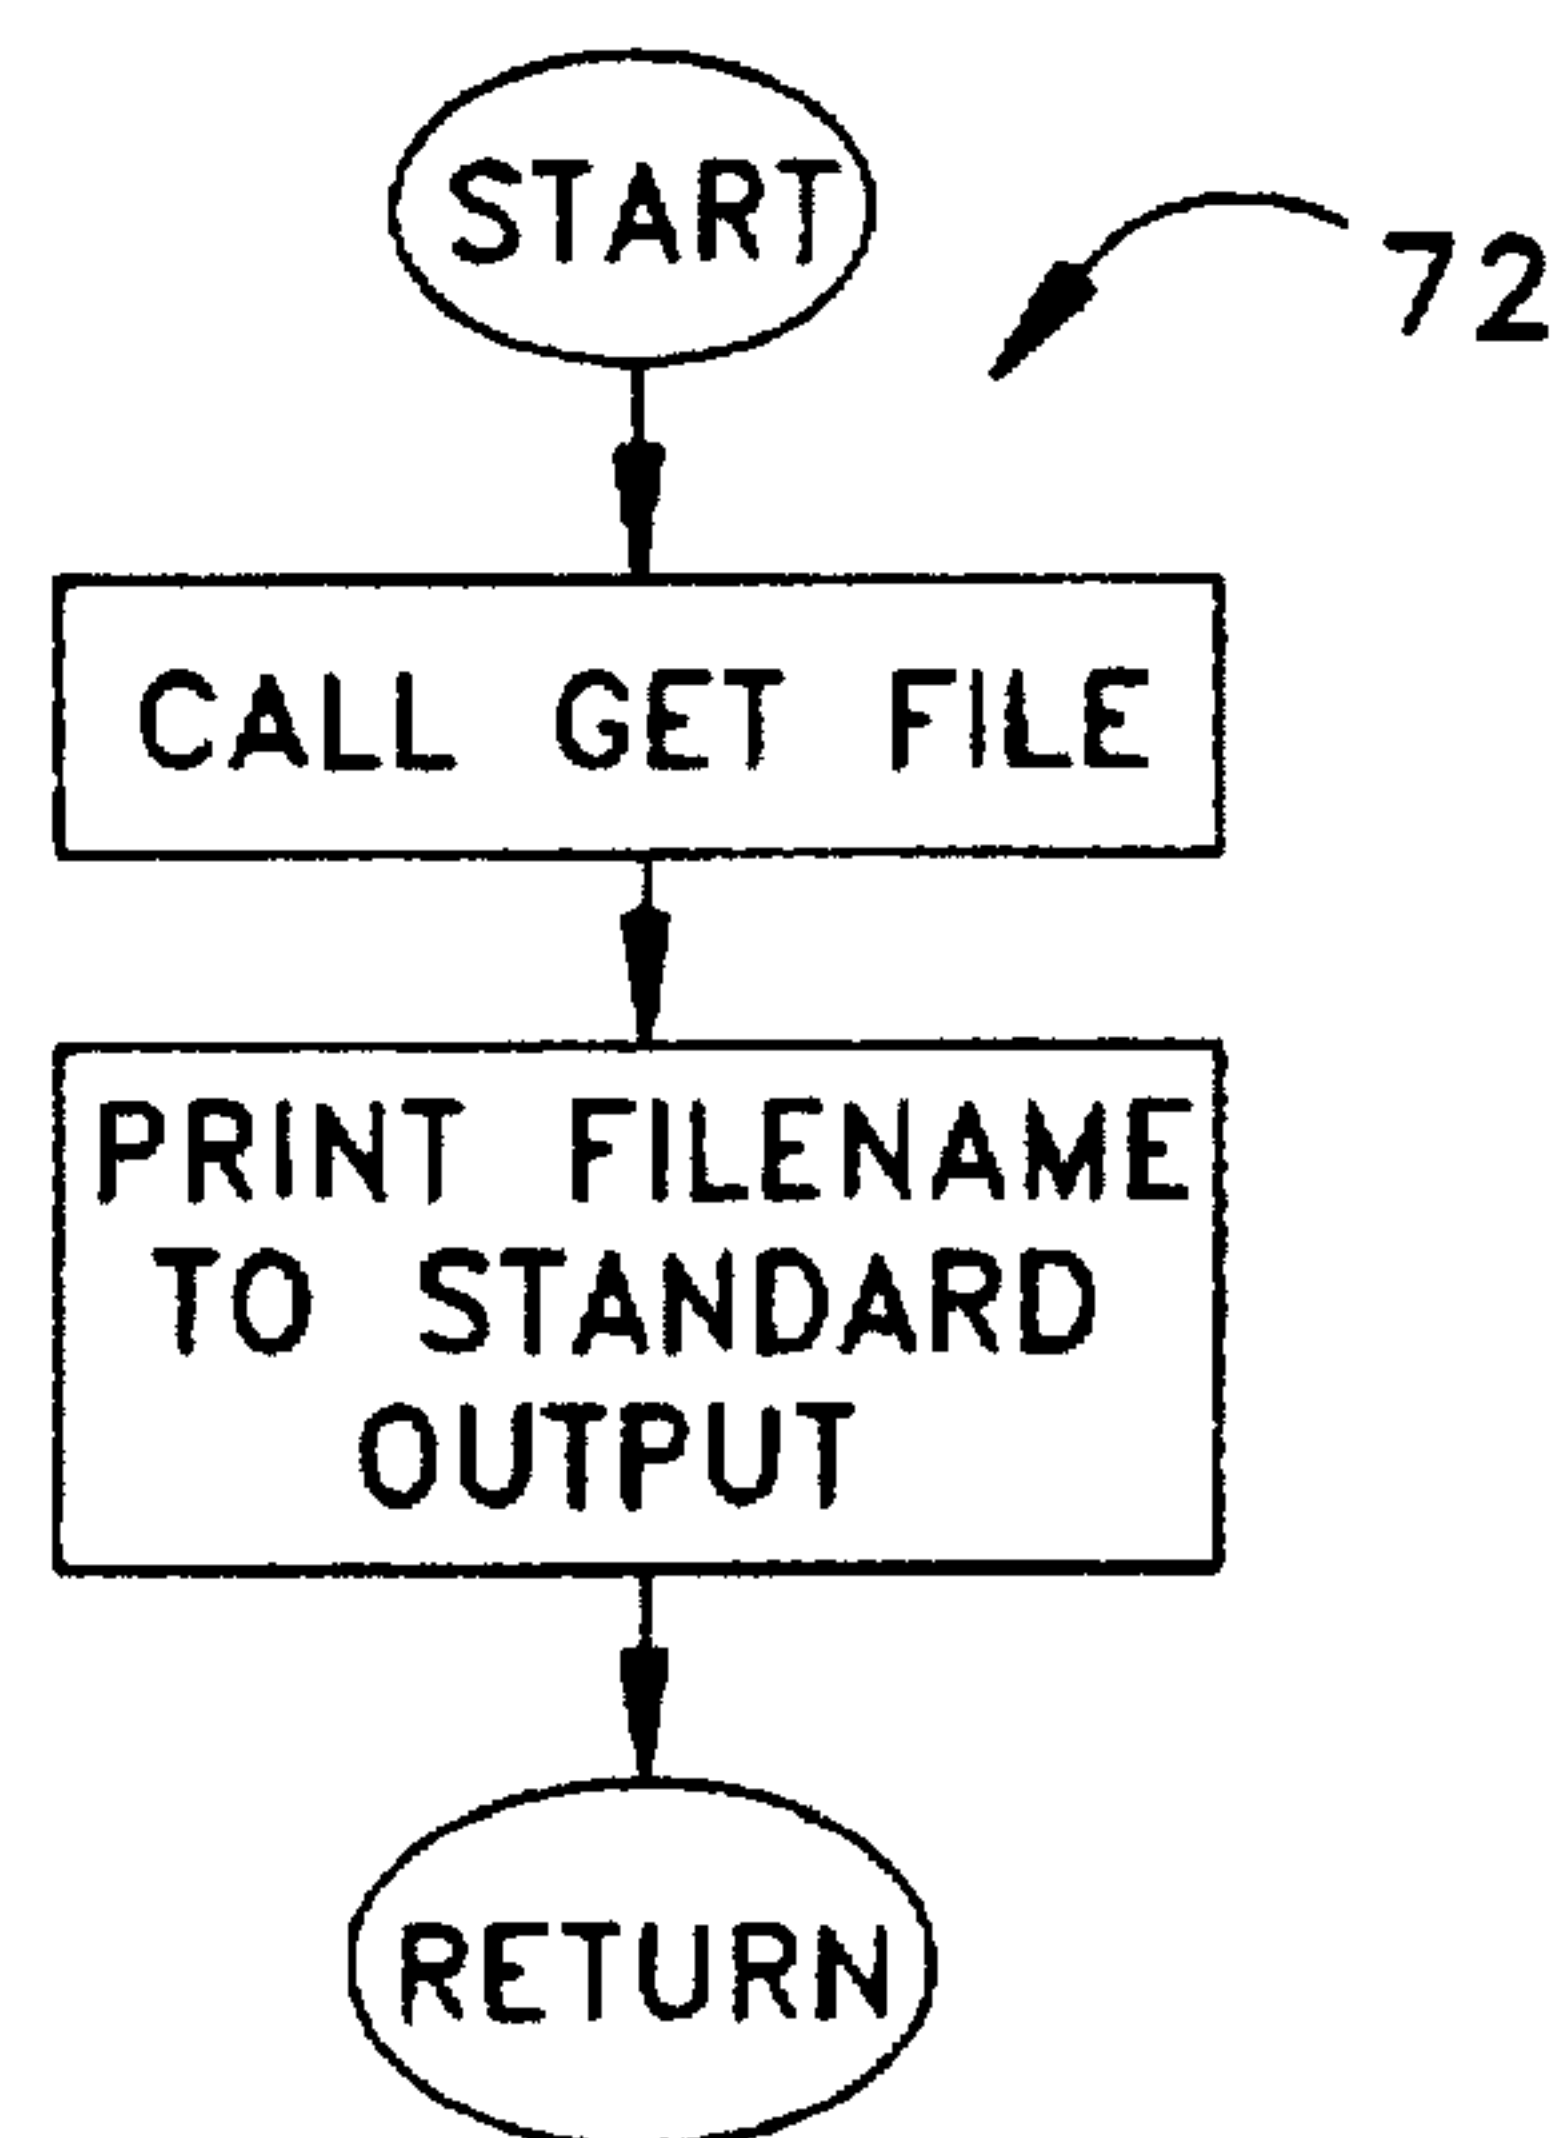 START
72
CALL GET FILE
PRINT FILENAME
TO STANDARD
OUTPUT
RETURN